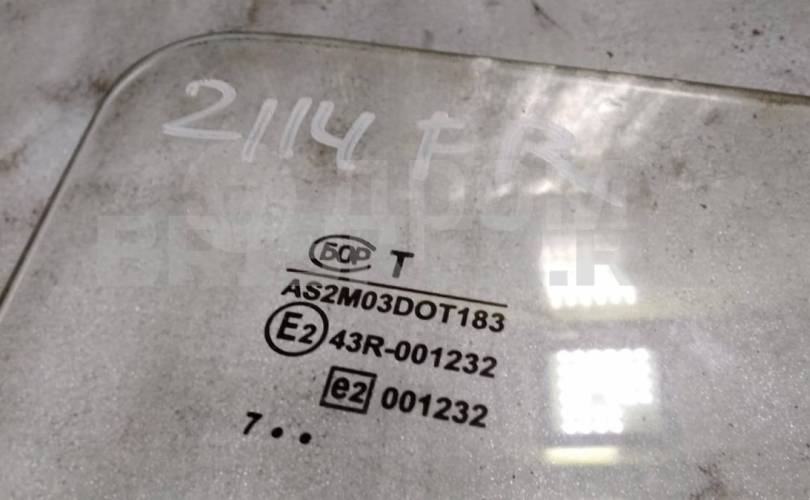 2114 FR
БОР T
AS2M03DOT183
E2 43R-001232
e2 001232
7 • •